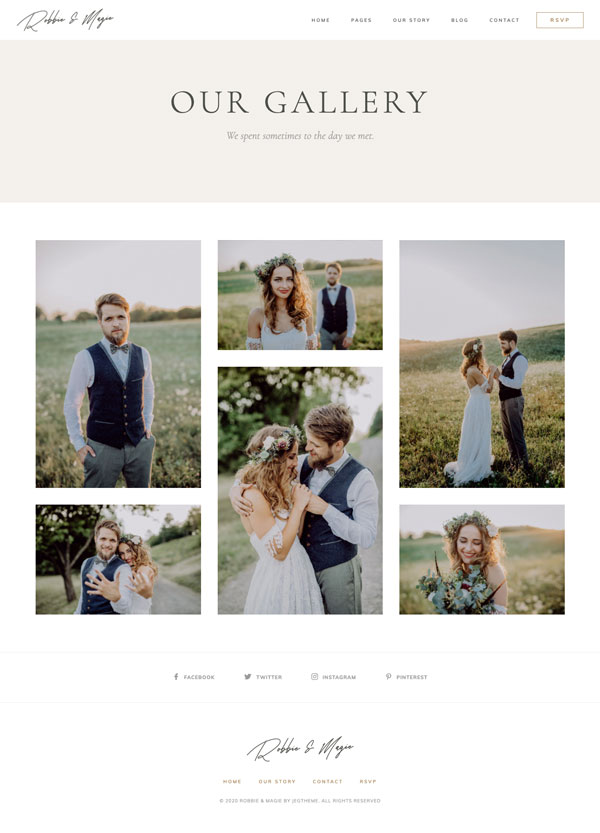 Robbie & Magie
HOME PAGES OUR STORY BLOG CONTACT RSVP
OUR GALLERY
We spent sometimes to the day we met.
FACEBOOK TWITTER INSTAGRAM PINTEREST
Robbie & Magie
HOME OUR STORY CONTACT RSVP
© 2020 ROBBIE & MAGIE BY JEGTHEME. ALL RIGHTS RESERVED